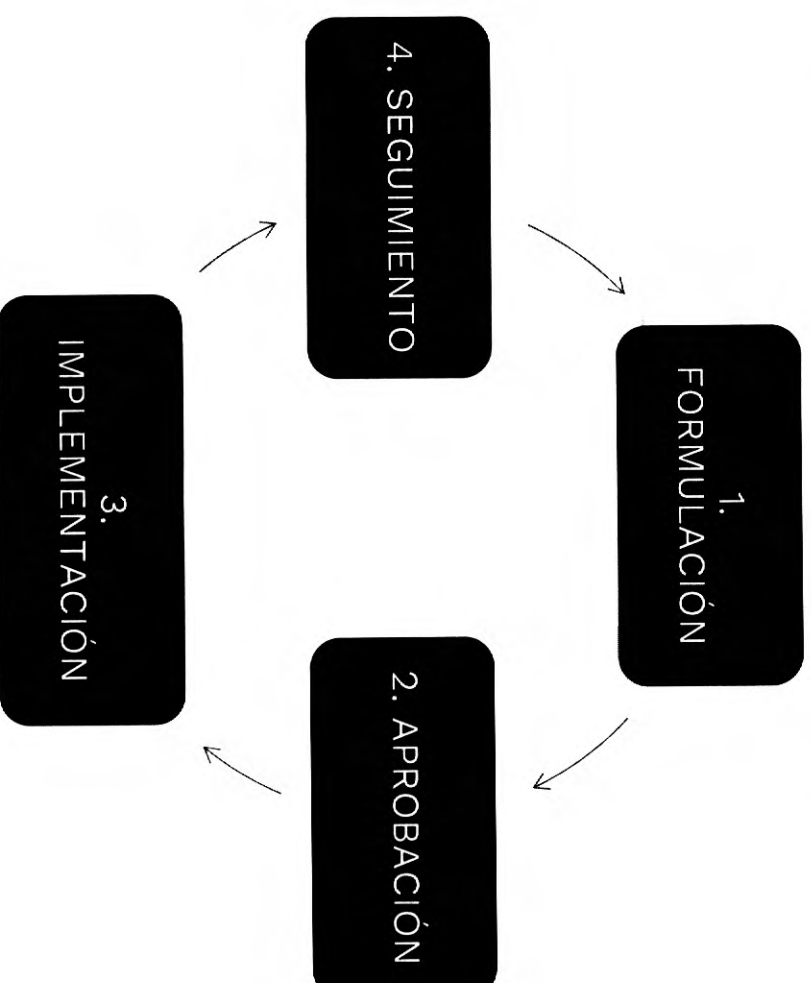 1.
FORMULACIÓN
2. APROBACIÓN
3.
IMPLEMENTACIÓN
4. SEGUIMIENTO